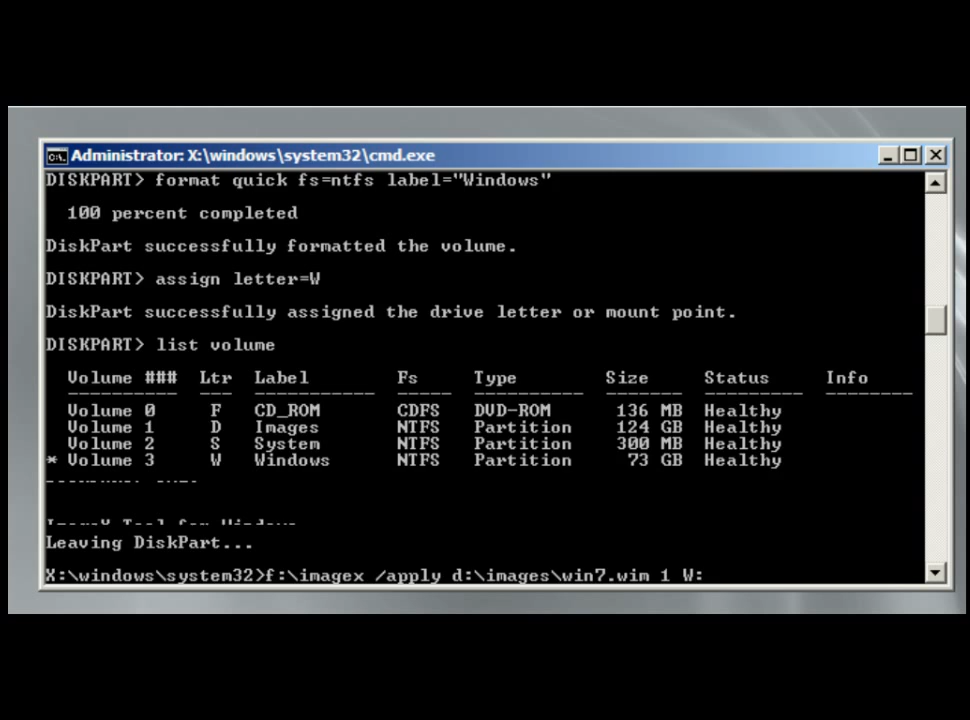 Administrator: X:\windows\system32\cmd.exe
DISKPART> format quick fs=ntfs label="Windows"
100 percent completed
DiskPart successfully formatted the volume.
DISKPART> assign letter=W
DiskPart successfully assigned the drive letter or mount point.
DISKPART> list volume
Volume ### Ltr Label Fs Type Size Status Info
---------- --- ----------- ----- ---------- ------- --------- --------
Volume 0 F CD_ROM CDFS DVD-ROM 136 MB Healthy
Volume 1 D Images NTFS Partition 124 GB Healthy
Volume 2 S System NTFS Partition 300 MB Healthy
* Volume 3 W Windows NTFS Partition 73 GB Healthy
Leaving DiskPart...
X:\windows\system32>f:\imagex /apply d:\images\win7.wim 1 W: